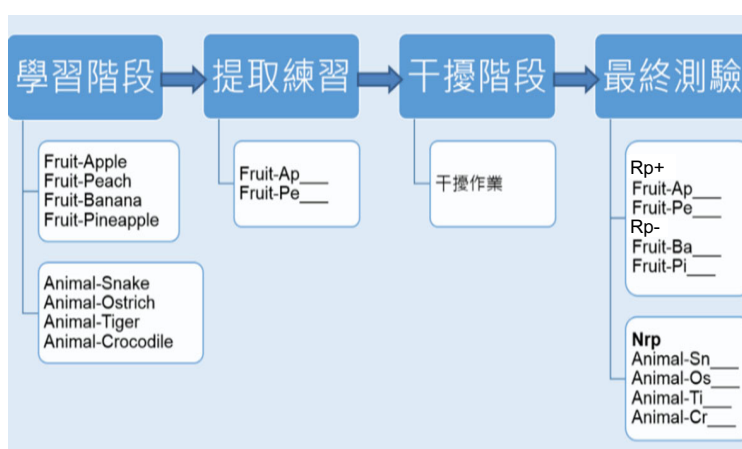 學習階段
提取練習
干擾階段
最終測驗
Fruit-Apple
Fruit-Peach
Fruit-Banana
Fruit-Pineapple
Animal-Snake
Animal-Ostrich
Animal-Tiger
Animal-Crocodile
Fruit-Ap___
Fruit-Pe___
干擾作業
Rp+
Fruit-Ap___
Fruit-Pe___
Rp-
Fruit-Ba___
Fruit-Pi___
Nrp
Animal-Sn___
Animal-Os___
Animal-Ti___
Animal-Cr___